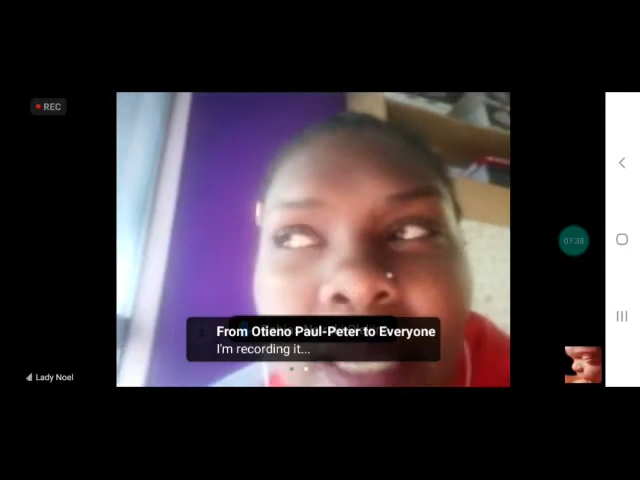 REC
07:38
From Otieno Paul-Peter to Everyone
I'm recording it...
Lady Noel